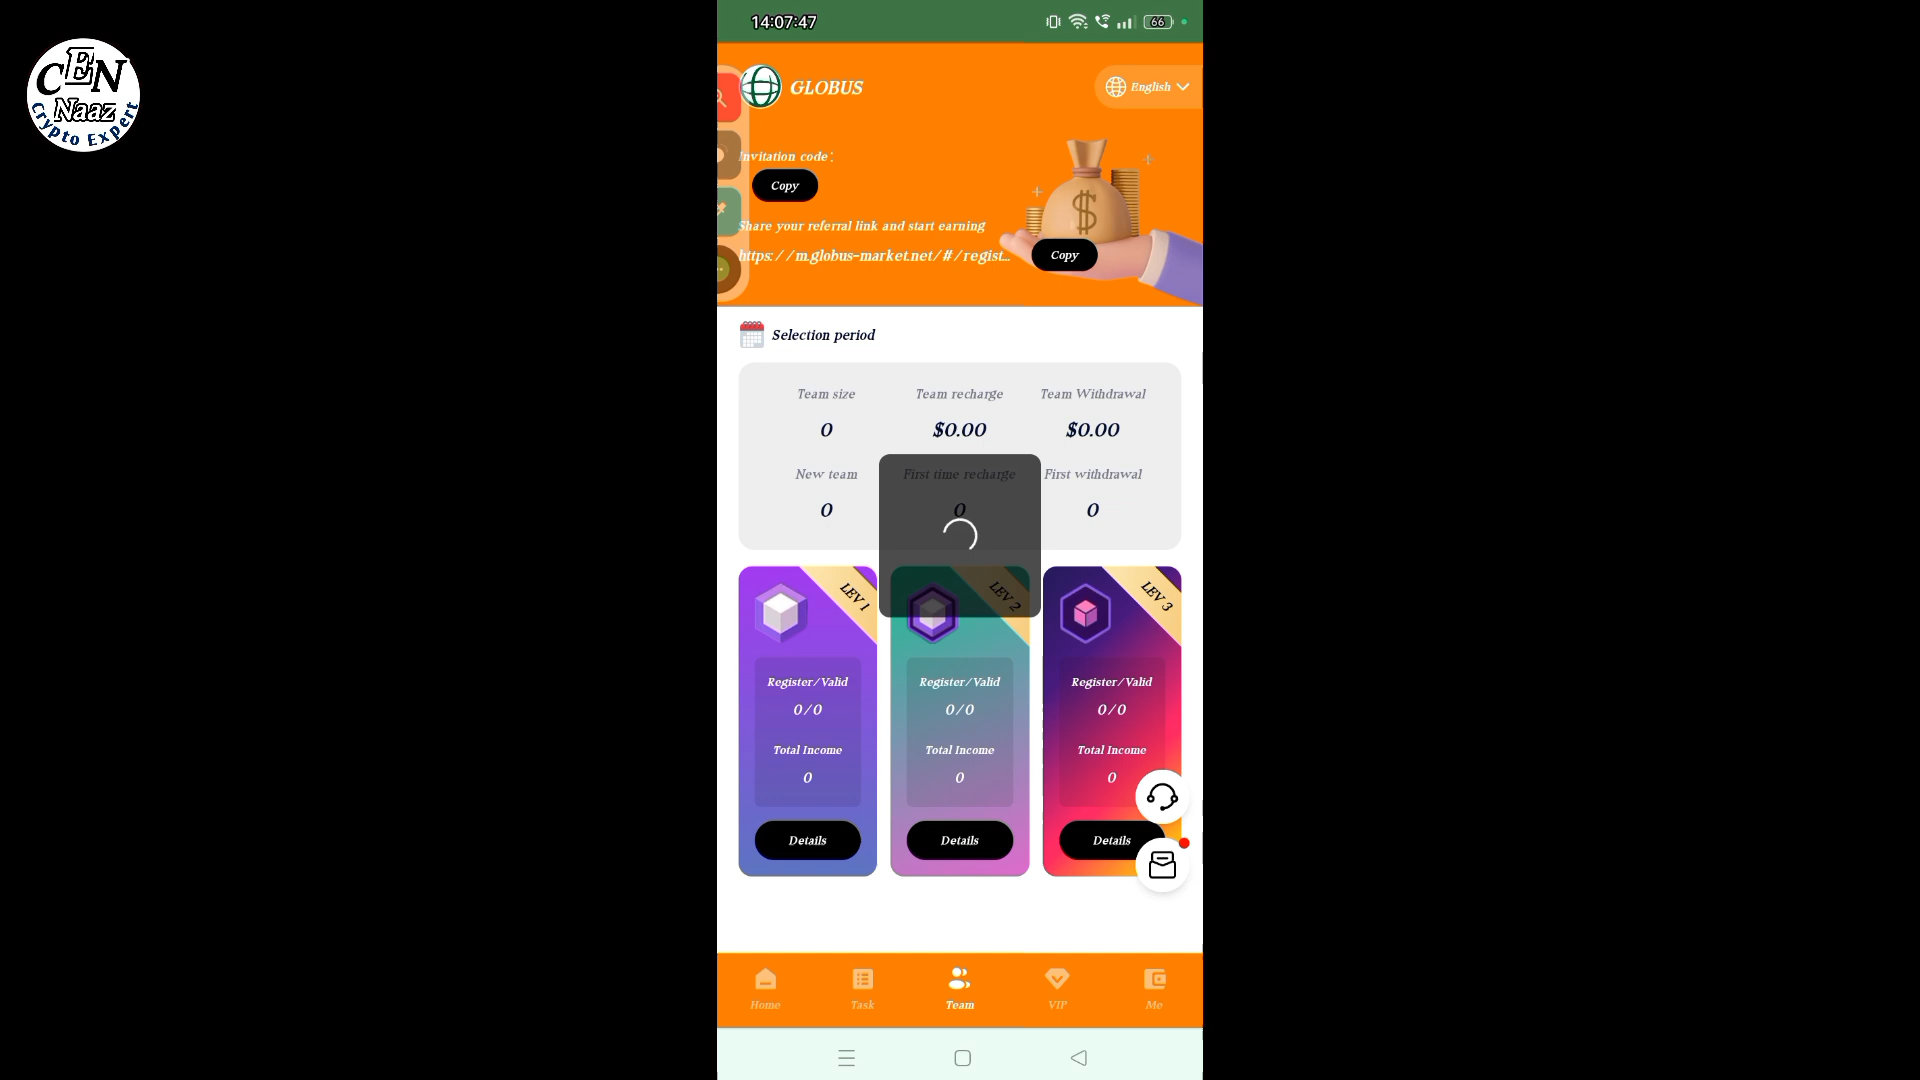 CEN
Naaz
Crypto Expert
14:07:47
66
GLOBUS
English
Invitation code:
Copy
Share your referral link and start earning
https://m.globus-market.net/#/regist...
Copy
Selection period
Team size
Team recharge
Team Withdrawal
0
$0.00
$0.00
New team
First time recharge
First withdrawal
0
0
0
LEV 1
LEV 2
LEV 3
Register/Valid
Register/Valid
Register/Valid
0/0
0/0
0/0
Total Income
Total Income
Total Income
0
0
0
Details
Details
Details
Home
Task
Team
VIP
Me